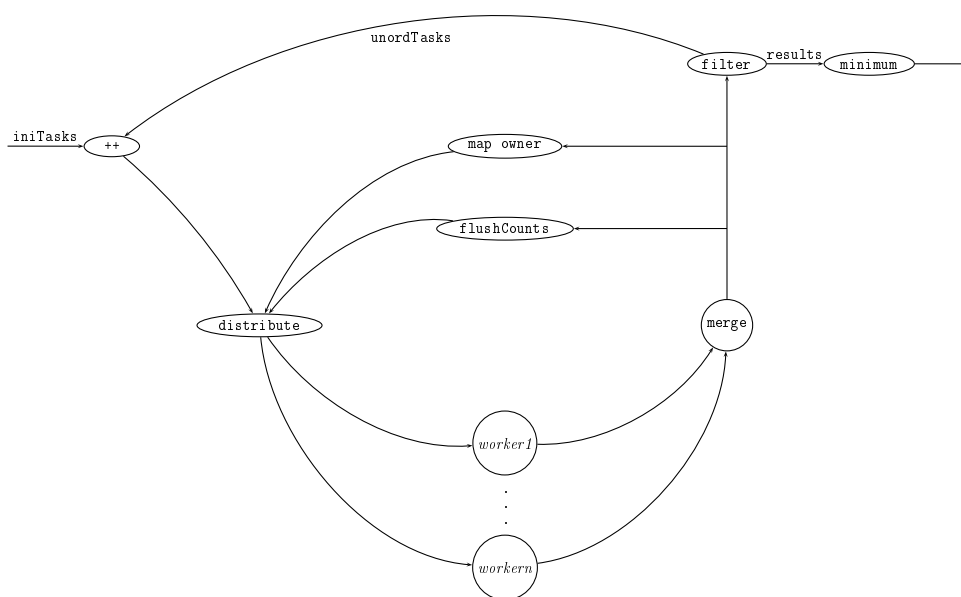 unordTasks
results
filter
minimum
iniTasks
++
map owner
flushCounts
distribute
merge
worker1
.
.
.
workern